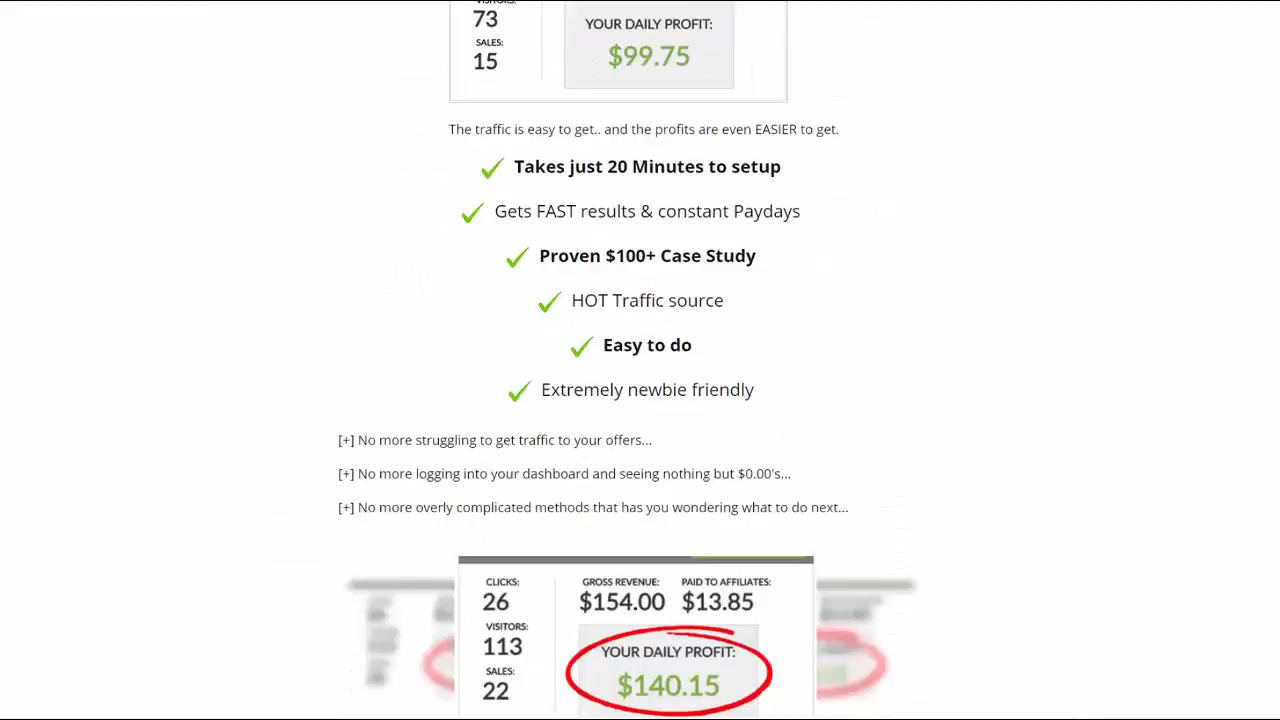 VISITORS:
73
SALES:
15
YOUR DAILY PROFIT:
$99.75
The traffic is easy to get.. and the profits are even EASIER to get.
Takes just 20 Minutes to setup
Gets FAST results & constant Paydays
Proven $100+ Case Study
HOT Traffic source
Easy to do
Extremely newbie friendly
[+] No more struggling to get traffic to your offers...
[+] No more logging into your dashboard and seeing nothing but $0.00's...
[+] No more overly complicated methods that has you wondering what to do next...
CLICKS:
26
GROSS REVENUE:
$154.00
PAID TO AFFILIATES:
$13.85
VISITORS:
113
SALES:
22
YOUR DAILY PROFIT:
$140.15